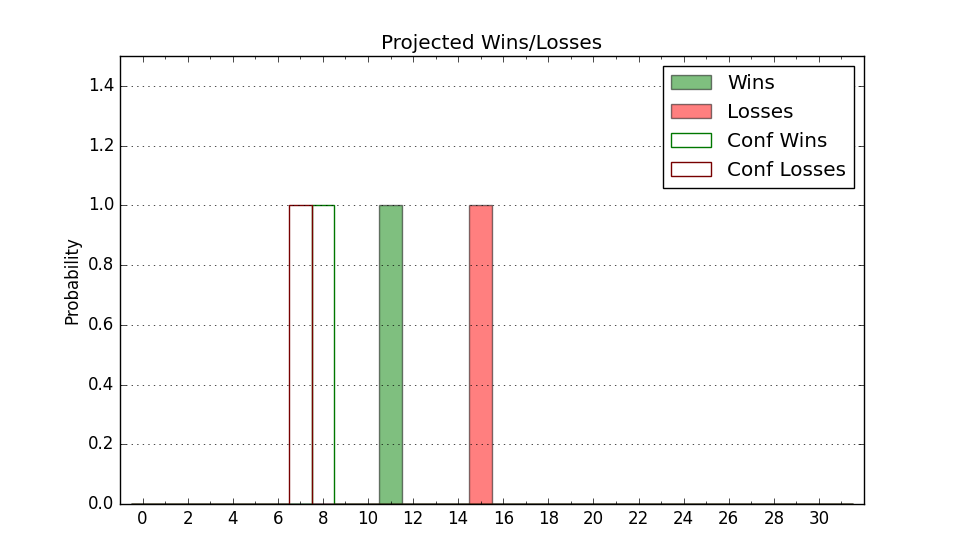 Projected Wins/Losses
Wins
Losses
Conf Wins
Conf Losses
Probability
1.4
1.2
1.0
0.8
0.6
0.4
0.2
0.0
0 2 4 6 8 10 12 14 16 18 20 22 24 26 28 30